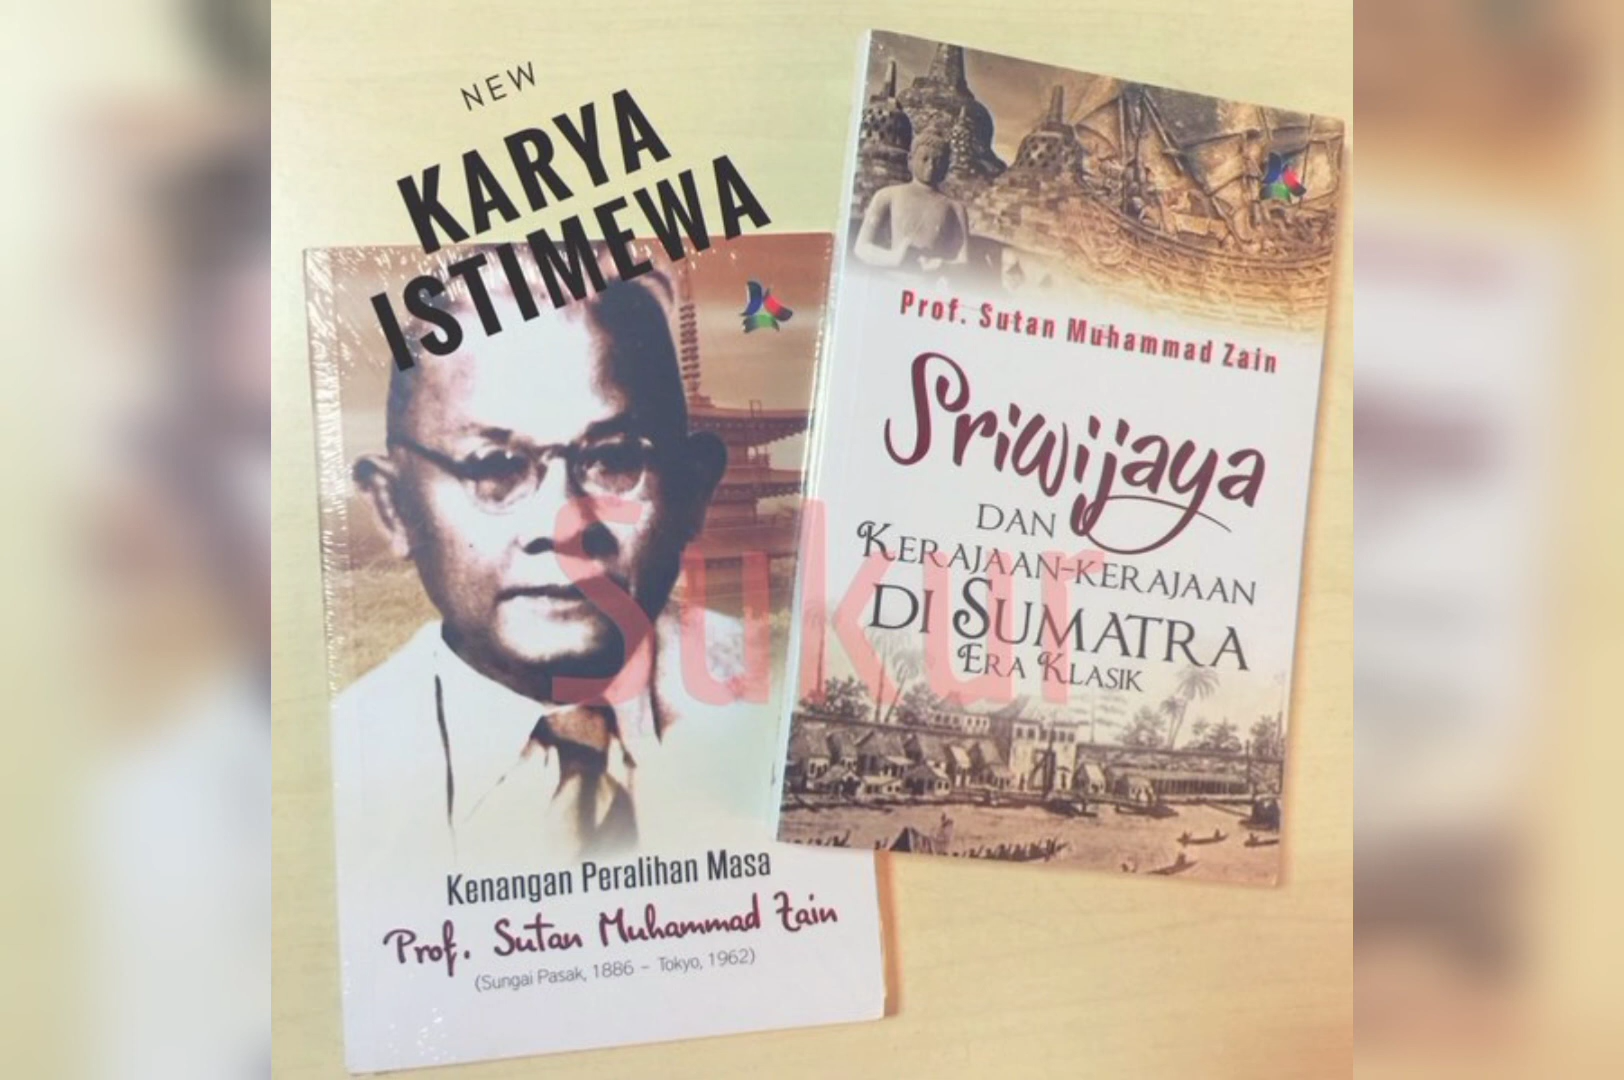 NEW
KARYA
ISTIMEWA
Kenangan Peralihan Masa
Prof. Sutan Muhammad Zain
(Sungai Pasak, 1886 - Tokyo, 1962)
Prof. Sutan Muhammad Zain
Sriwijaya
DAN
KERAJAAN-KERAJAAN
DI SUMATRA
ERA KLASIK
Sukur